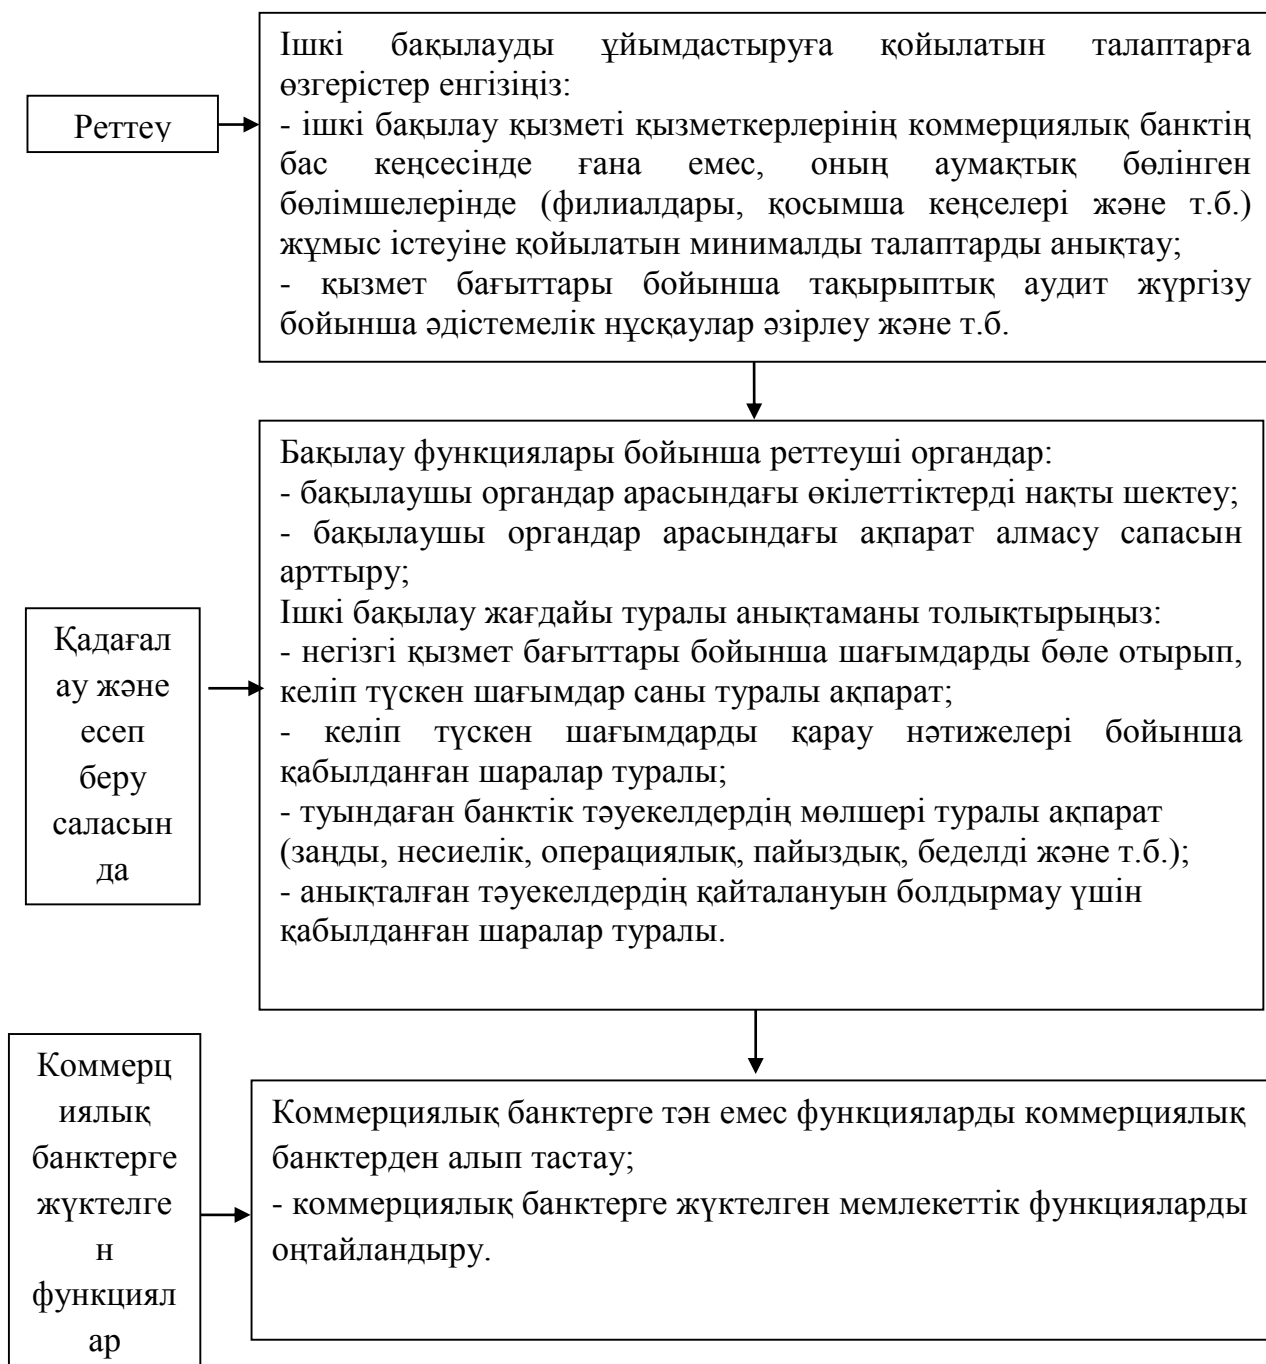 Реттеу
Ішкі бақылауды ұйымдастыруға қойылатын талаптарға
өзгерістер енгізіңіз:
- ішкі бақылау қызметі қызметкерлерінің коммерциялық банктің
бас кеңсесінде ғана емес, оның аумақтық бөлінген
бөлімшелерінде (филиалдары, қосымша кеңселері және т.б.)
жұмыс істеуіне қойылатын минималды талаптарды анықтау;
- қызмет бағыттары бойынша тақырыптық аудит жүргізу
бойынша әдістемелік нұсқаулар әзірлеу және т.б.
Қадағал
ау және
есеп
беру
саласын
да
Бақылау функциялары бойынша реттеуші органдар:
- бақылаушы органдар арасындағы өкілеттіктерді нақты шектеу;
- бақылаушы органдар арасындағы ақпарат алмасу сапасын
арттыру;
Ішкі бақылау жағдайы туралы анықтаманы толықтырыңыз:
- негізгі қызмет бағыттары бойынша шағымдарды бөле отырып,
келіп түскен шағымдар саны туралы ақпарат;
- келіп түскен шағымдарды қарау нәтижелері бойынша
қабылданған шаралар туралы;
- туындаған банктік тәуекелдердің мөлшері туралы ақпарат
(заңды, несиелік, операциялық, пайыздық, беделді және т.б.);
- анықталған тәуекелдердің қайталануын болдырмау үшін
қабылданған шаралар туралы.
Коммерц
иялық
банктерге
жүктелге
н
функциял
ар
Коммерциялық банктерге тән емес функцияларды коммерциялық
банктерден алып тастау;
- коммерциялық банктерге жүктелген мемлекеттік функцияларды
оңтайландыру.